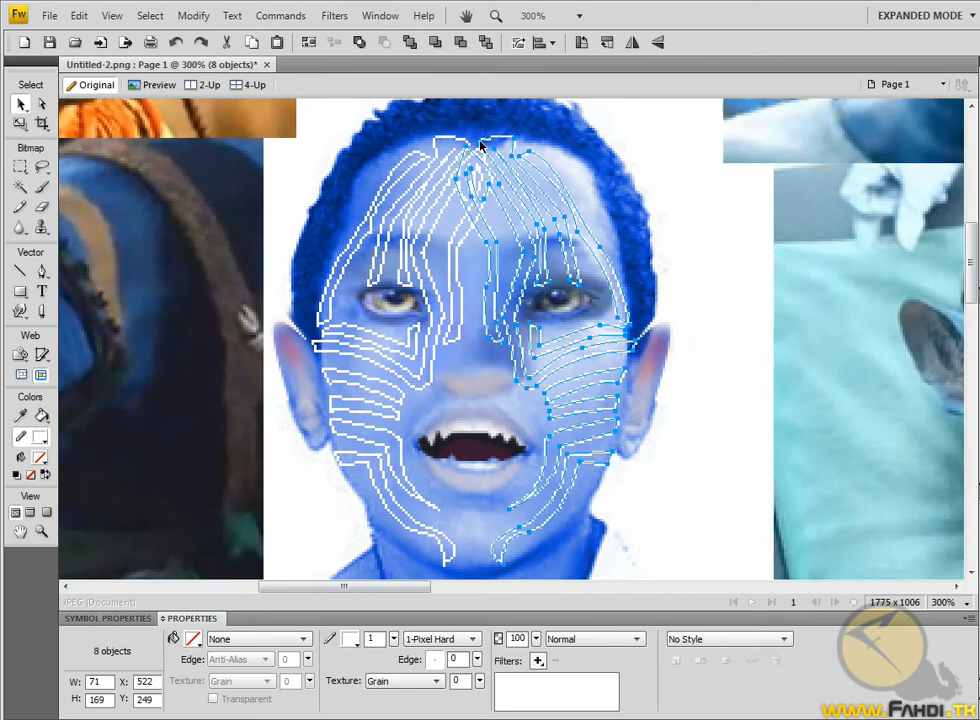 Fw File Edit View Select Modify Text Commands Filters Window Help 300% EXPANDED MODE
Untitled-2.png : Page 1 @ 300% (8 objects)*
Select Original Preview 2-Up 4-Up Page 1
Bitmap
Vector
T
Web
Colors
View
JPEG (Document) 1 1775 x 1006 300%
SYMBOL PROPERTIES PROPERTIES
8 objects None 1 1-Pixel Hard 100 Normal No Style
Edge: Anti-Alias 0 Edge: 0 Filters:
W: 71 X: 522 Texture: Grain 0 Texture: Grain 0
H: 169 Y: 249 Transparent
www.FAHDI.TK